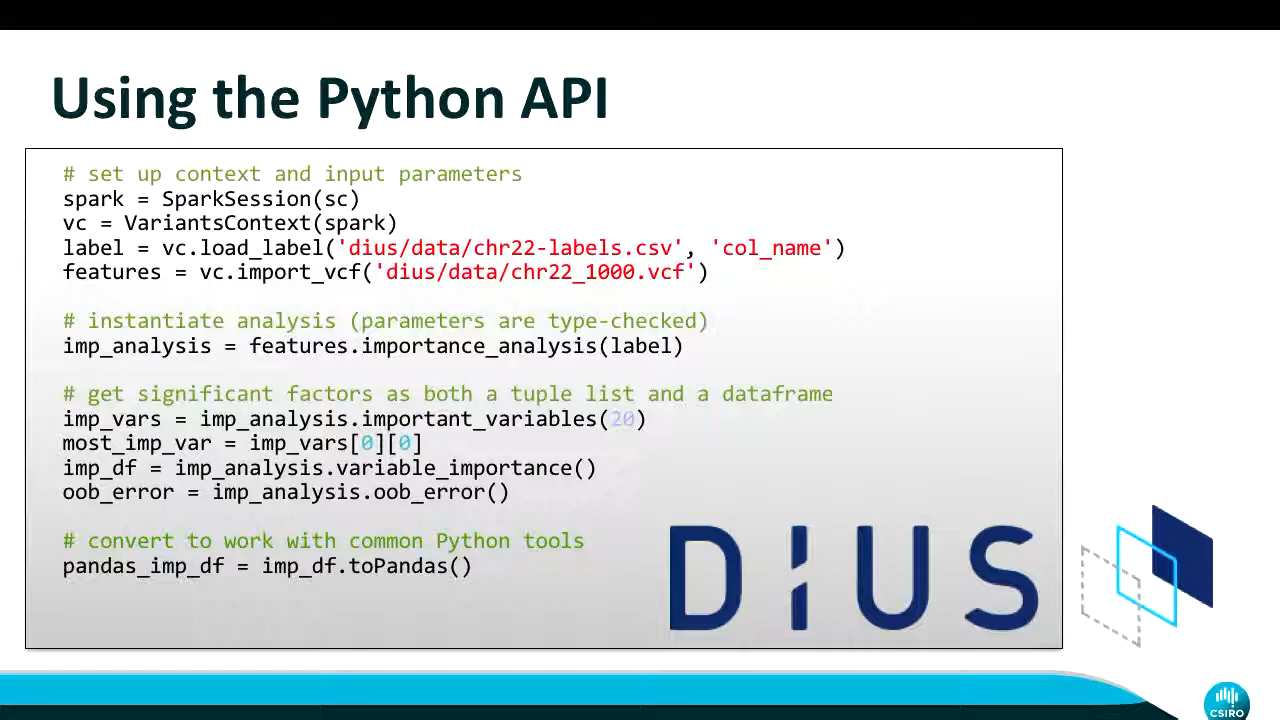 Using the Python API
# set up context and input parameters
spark = SparkSession(sc)
vc = VariantsContext(spark)
label = vc.load_label('dius/data/chr22-labels.csv', 'col_name')
features = vc.import_vcf('dius/data/chr22_1000.vcf')
# instantiate analysis (parameters are type-checked)
imp_analysis = features.importance_analysis(label)
# get significant factors as both a tuple list and a dataframe
imp_vars = imp_analysis.important_variables(20)
most_imp_var = imp_vars[0][0]
imp_df = imp_analysis.variable_importance()
oob_error = imp_analysis.oob_error()
# convert to work with common Python tools
pandas_imp_df = imp_df.toPandas()
DIUS
CSIRO